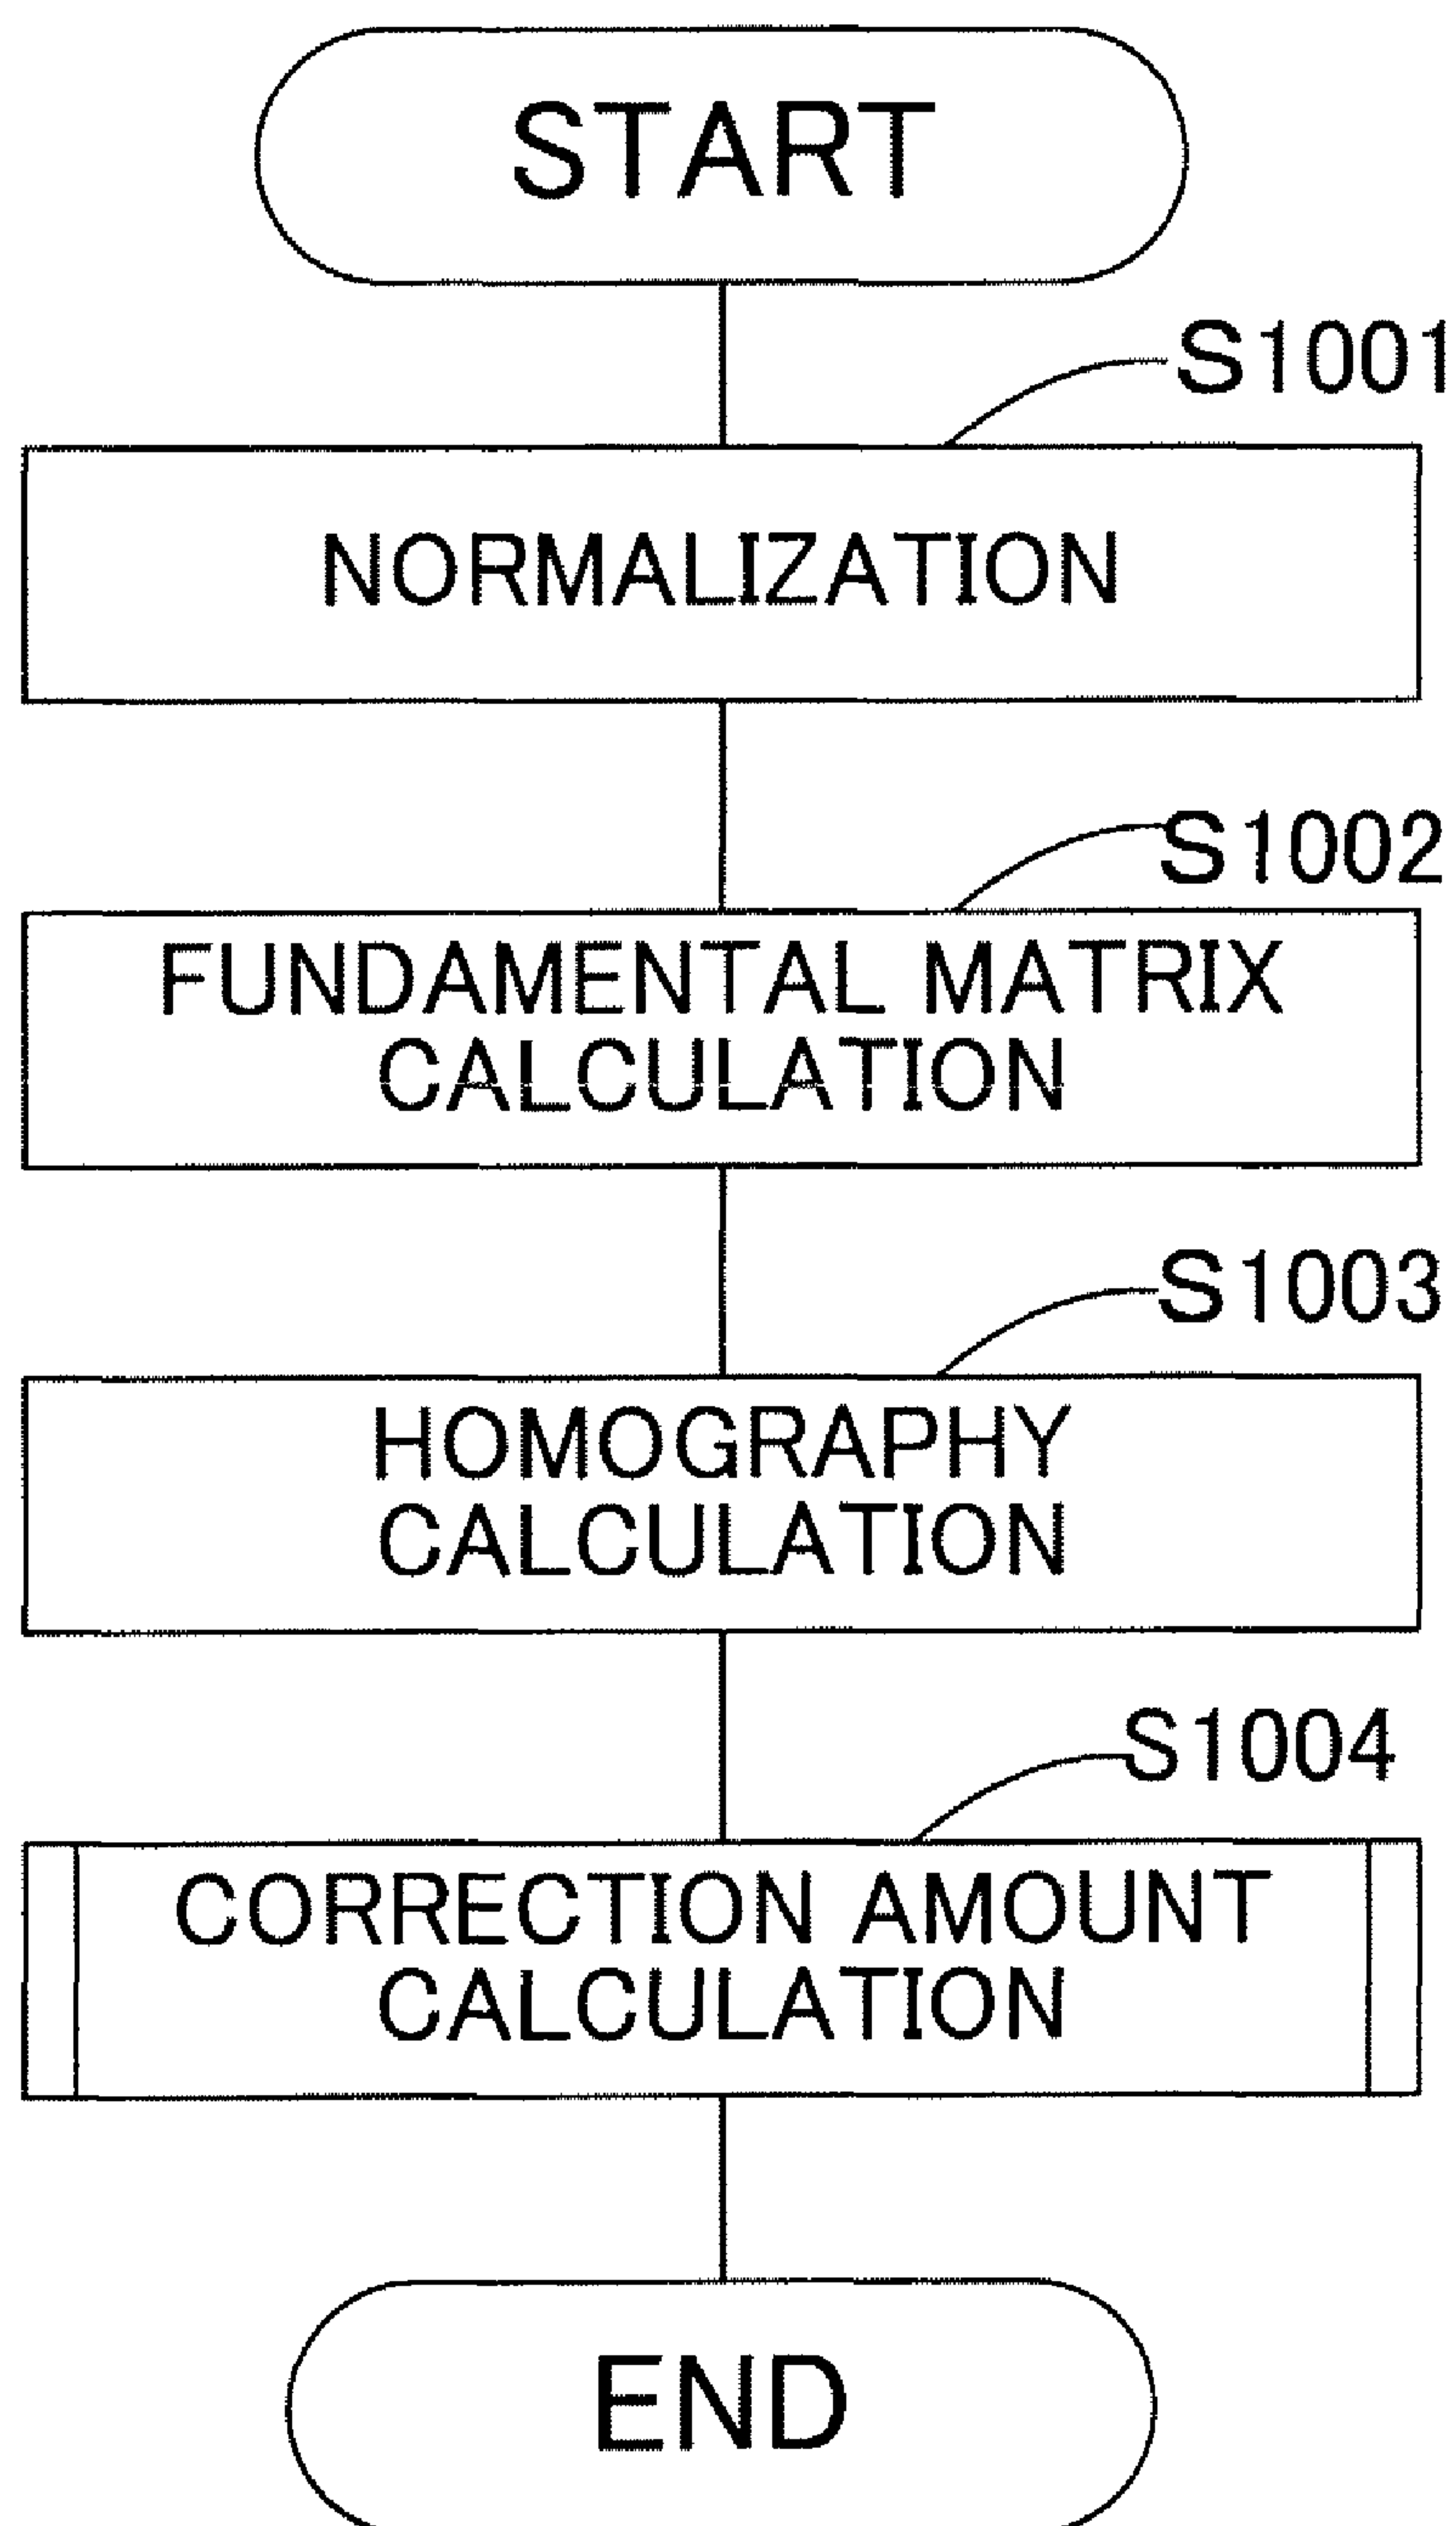 START
S1001
NORMALIZATION
S1002
FUNDAMENTAL MATRIX
CALCULATION
S1003
HOMOGRAPHY
CALCULATION
S1004
CORRECTION AMOUNT
CALCULATION
END